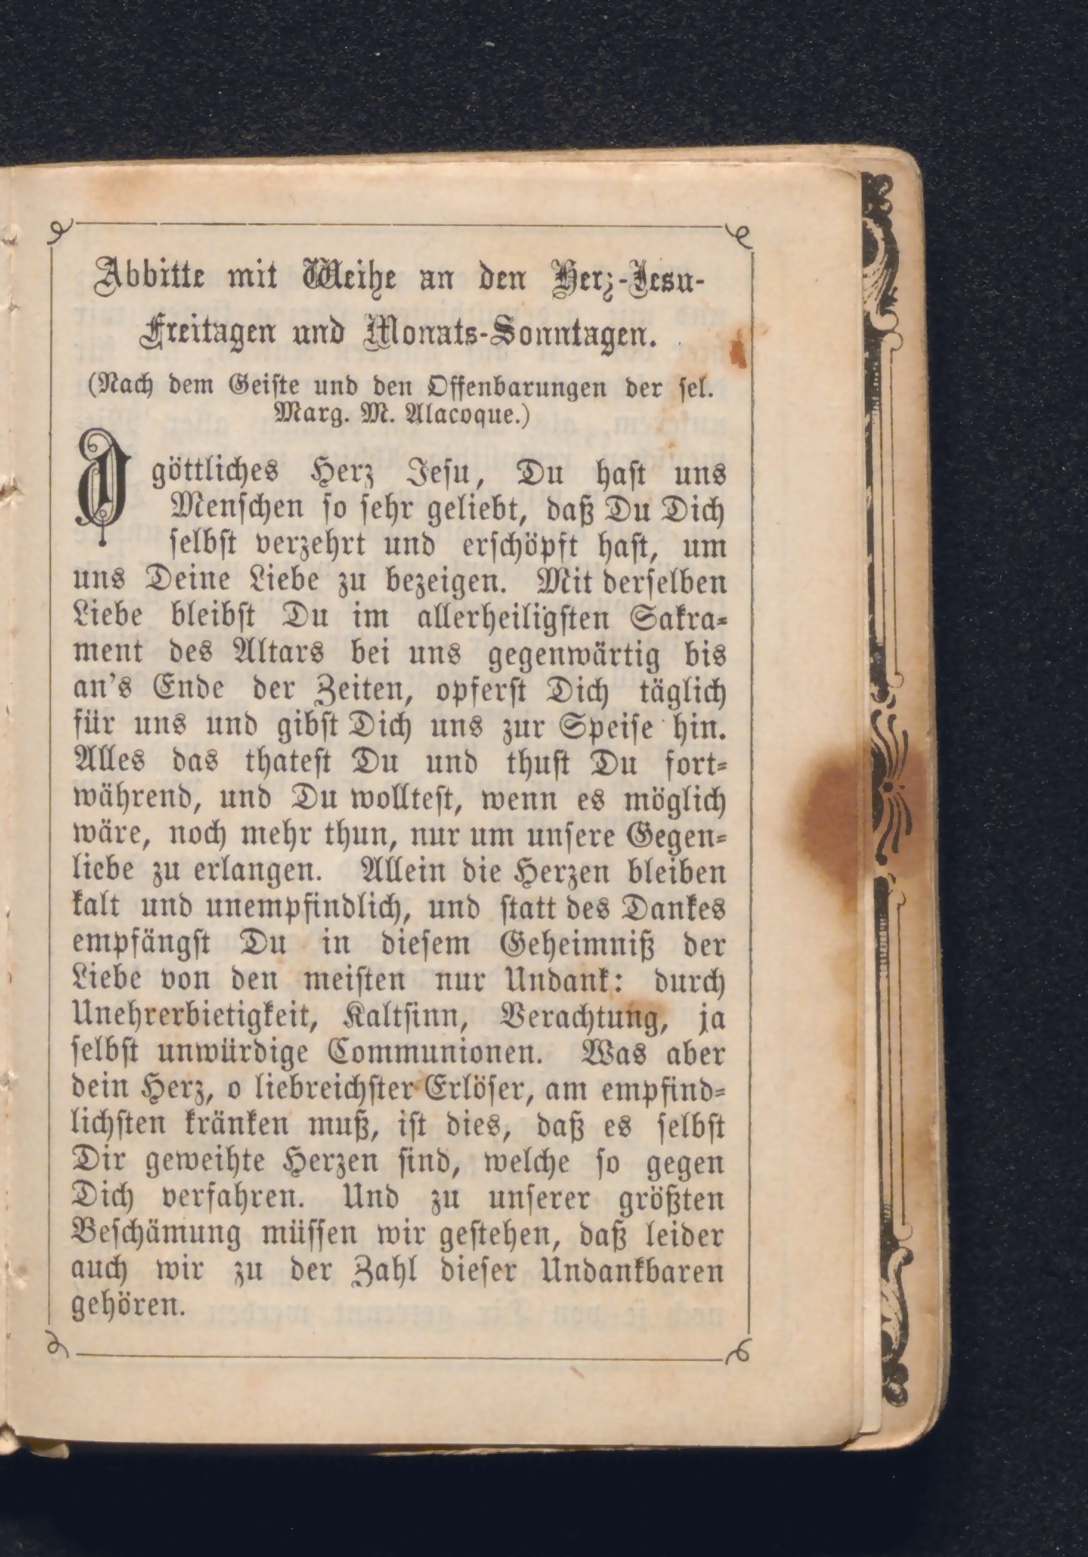 Abbitte mit Weihe an den Herz-Jesu-
Freitagen und Monats-Sonntagen.
(Nach dem Geiste und den Offenbarungen der sel.
Marg. M. Alacoque.)
O göttliches Herz Jesu, Du hast uns
Menschen so sehr geliebt, daß Du Dich
selbst verzehrt und erschöpft hast, um
uns Deine Liebe zu bezeigen. Mit derselben
Liebe bleibst Du im allerheiligsten Sakra-
ment des Altars bei uns gegenwärtig bis
an's Ende der Zeiten, opferst Dich täglich
für uns und gibst Dich uns zur Speise hin.
Alles das thatest Du und thust Du fort-
während, und Du wolltest, wenn es möglich
wäre, noch mehr thun, nur um unsere Gegen-
liebe zu erlangen. Allein die Herzen bleiben
kalt und unempfindlich, und statt des Dankes
empfängst Du in diesem Geheimniß der
Liebe von den meisten nur Undank: durch
Unehrerbietigkeit, Kaltsinn, Verachtung, ja
selbst unwürdige Communionen. Was aber
dein Herz, o liebreichster Erlöser, am empfind-
lichsten kränken muß, ist dies, daß es selbst
Dir geweihte Herzen sind, welche so gegen
Dich verfahren. Und zu unserer größten
Beschämung müssen wir gestehen, daß leider
auch wir zu der Zahl dieser Undankbaren
gehören.